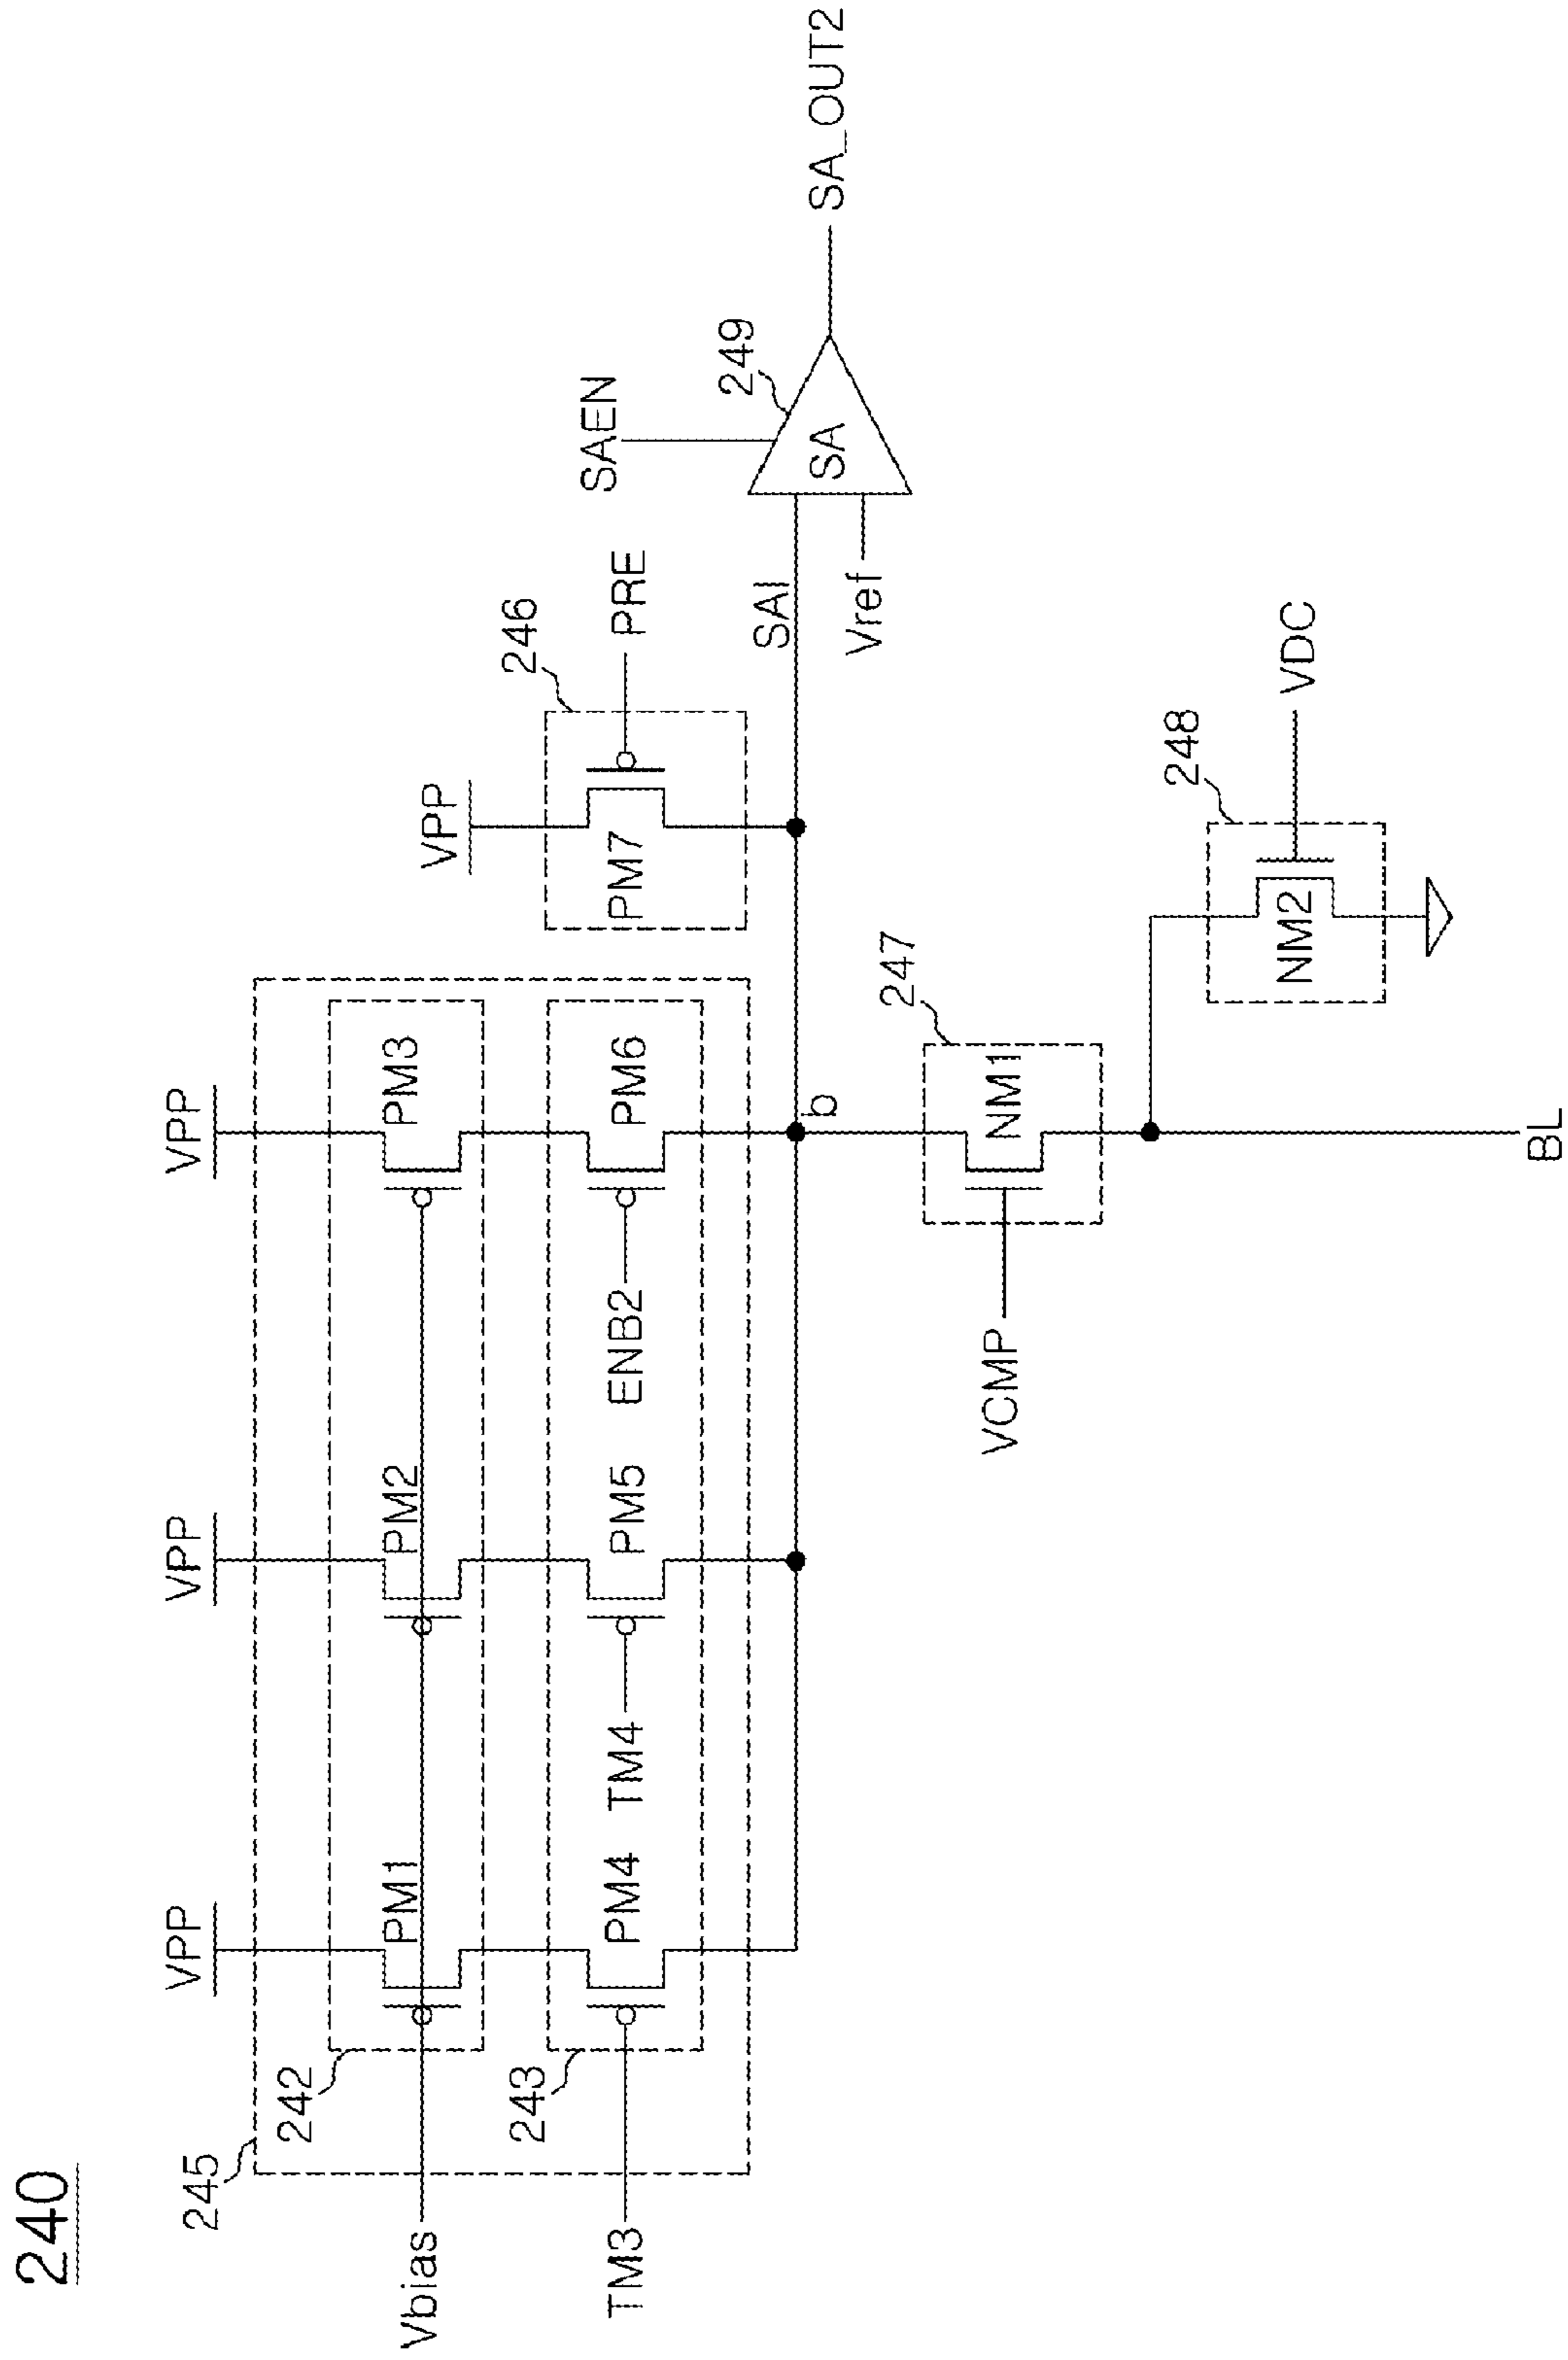 240
VPP
VPP
VPP
245
242
PM1
PM2
PM3
Vbias
VPP
246
243
PM4
PM5
PM6
PM7
PRE
SAEN
TM3
TM4
ENB2
249
b
SAI
SA
SA_OUT2
Vref
247
VCMP
NM1
248
NM2
VDC
BL